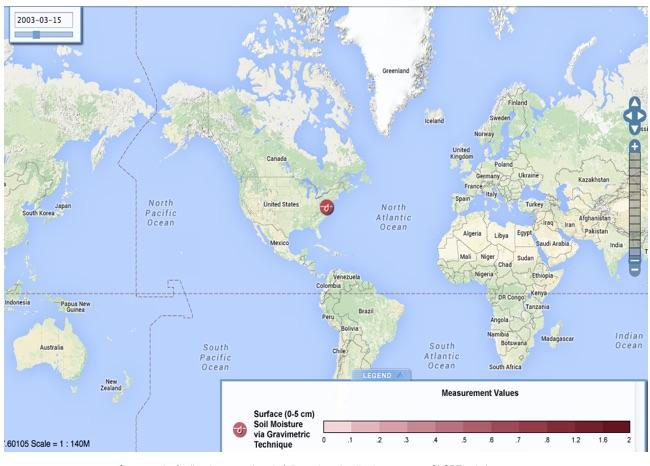 2003-03-15
Greenland
Iceland
Finland
Sweden
Norway
United
Kingdom
Poland
Germany
Ukraine
France
Italy
Kazakhstan
Spain
Turkey
Canada
United States
Mexico
North
Pacific
Ocean
North
Atlantic
Ocean
Japan
South Korea
Iraq
Iran
Afghanistan
Pakistan
India
Algeria
Libya
Egypt
Saudi Arabia
Mali
Niger
Chad
Sudan
Nigeria
Ethiopia
Venezuela
Colombia
Kenya
DR Congo
Tanzania
Indonesia
Papua New
Guinea
Brazil
Peru
Bolivia
Angola
Namibia
Botswana
Madagascar
Australia
Chile
South Africa
South
Pacific
Ocean
South
Atlantic
Ocean
Indian
Ocean
New
Zealand
LEGEND
Measurement Values
Surface (0-5 cm)
Soil Moisture
via Gravimetric
Technique
0 .1 .2 .3 .4 .5 .6 .7 .8 1.2 1.6 2
.60105 Scale = 1 : 140M